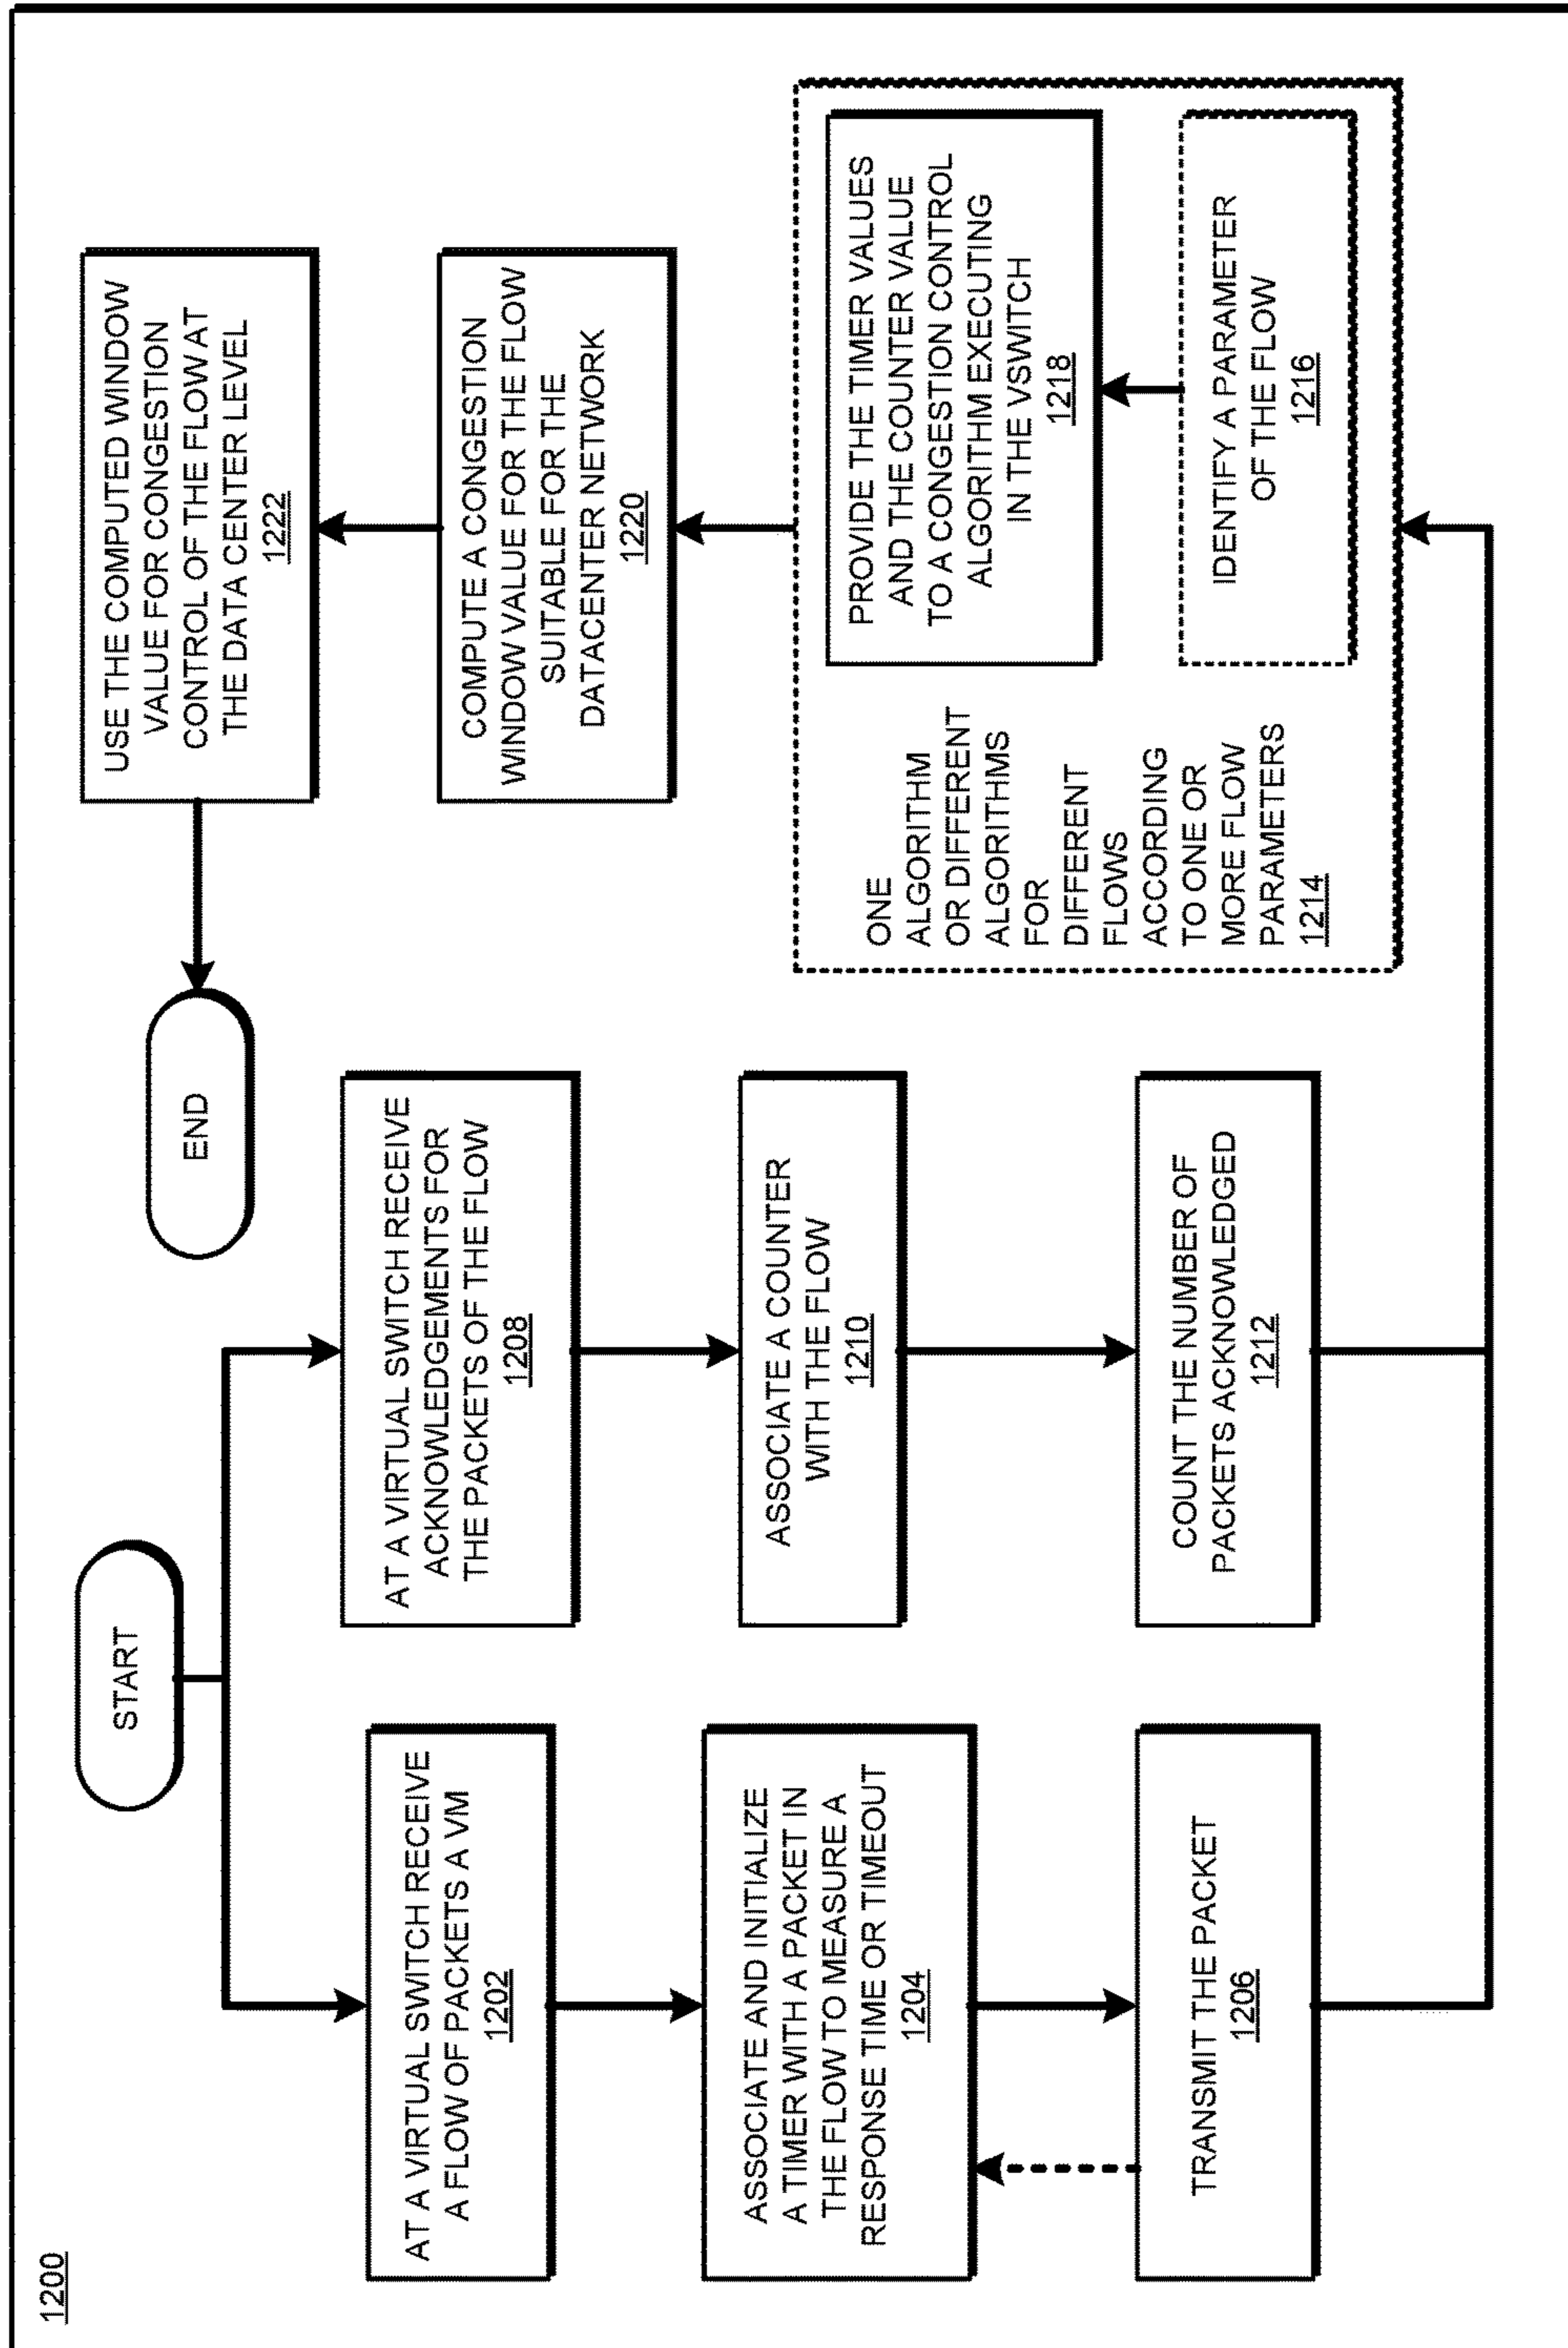 1200
START
AT A VIRTUAL SWITCH RECEIVE
A FLOW OF PACKETS A VM
1202
ASSOCIATE AND INITIALIZE
A TIMER WITH A PACKET IN
THE FLOW TO MEASURE A
RESPONSE TIME OR TIMEOUT
1204
TRANSMIT THE PACKET
1206
AT A VIRTUAL SWITCH RECEIVE
ACKNOWLEDGEMENTS FOR
THE PACKETS OF THE FLOW
1208
ASSOCIATE A COUNTER
WITH THE FLOW
1210
COUNT THE NUMBER OF
PACKETS ACKNOWLEDGED
1212
ONE
ALGORITHM
OR DIFFERENT
ALGORITHMS
FOR
DIFFERENT
FLOWS
ACCORDING
TO ONE OR
MORE FLOW
PARAMETERS
1214
IDENTIFY A PARAMETER
OF THE FLOW
1216
PROVIDE THE TIMER VALUES
AND THE COUNTER VALUE
TO A CONGESTION CONTROL
ALGORITHM EXECUTING
IN THE VSWITCH
1218
COMPUTE A CONGESTION
WINDOW VALUE FOR THE FLOW
SUITABLE FOR THE
DATACENTER NETWORK
1220
USE THE COMPUTED WINDOW
VALUE FOR CONGESTION
CONTROL OF THE FLOW AT
THE DATA CENTER LEVEL
1222
END